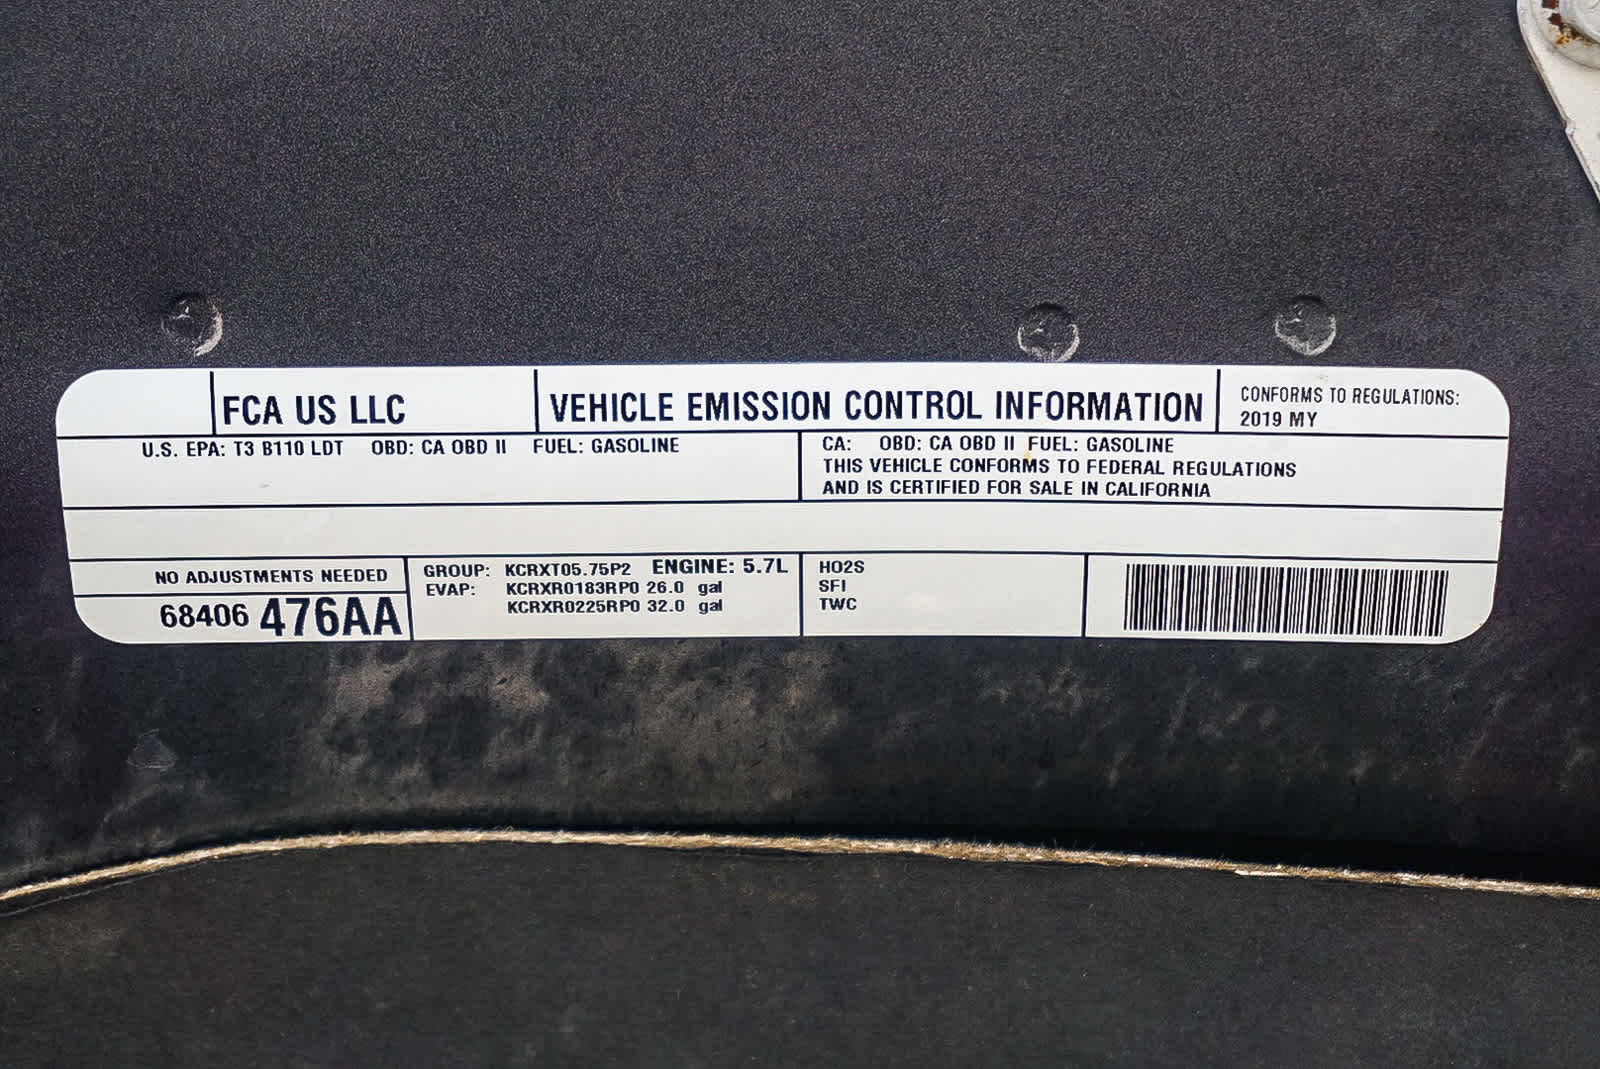 FCA US LLC
VEHICLE EMISSION CONTROL INFORMATION
CONFORMS TO REGULATIONS:
2019 MY
U.S. EPA: T3 B110 LDT OBD: CA OBD II FUEL: GASOLINE
CA: OBD: CA OBD II FUEL: GASOLINE
THIS VEHICLE CONFORMS TO FEDERAL REGULATIONS
AND IS CERTIFIED FOR SALE IN CALIFORNIA
NO ADJUSTMENTS NEEDED
68406 476AA
GROUP: KCRXT05.75P2 ENGINE: 5.7L
EVAP: KCRXR0183RP0 26.0 gal
KCRXR0225RP0 32.0 gal
HO2S
SFI
TWC